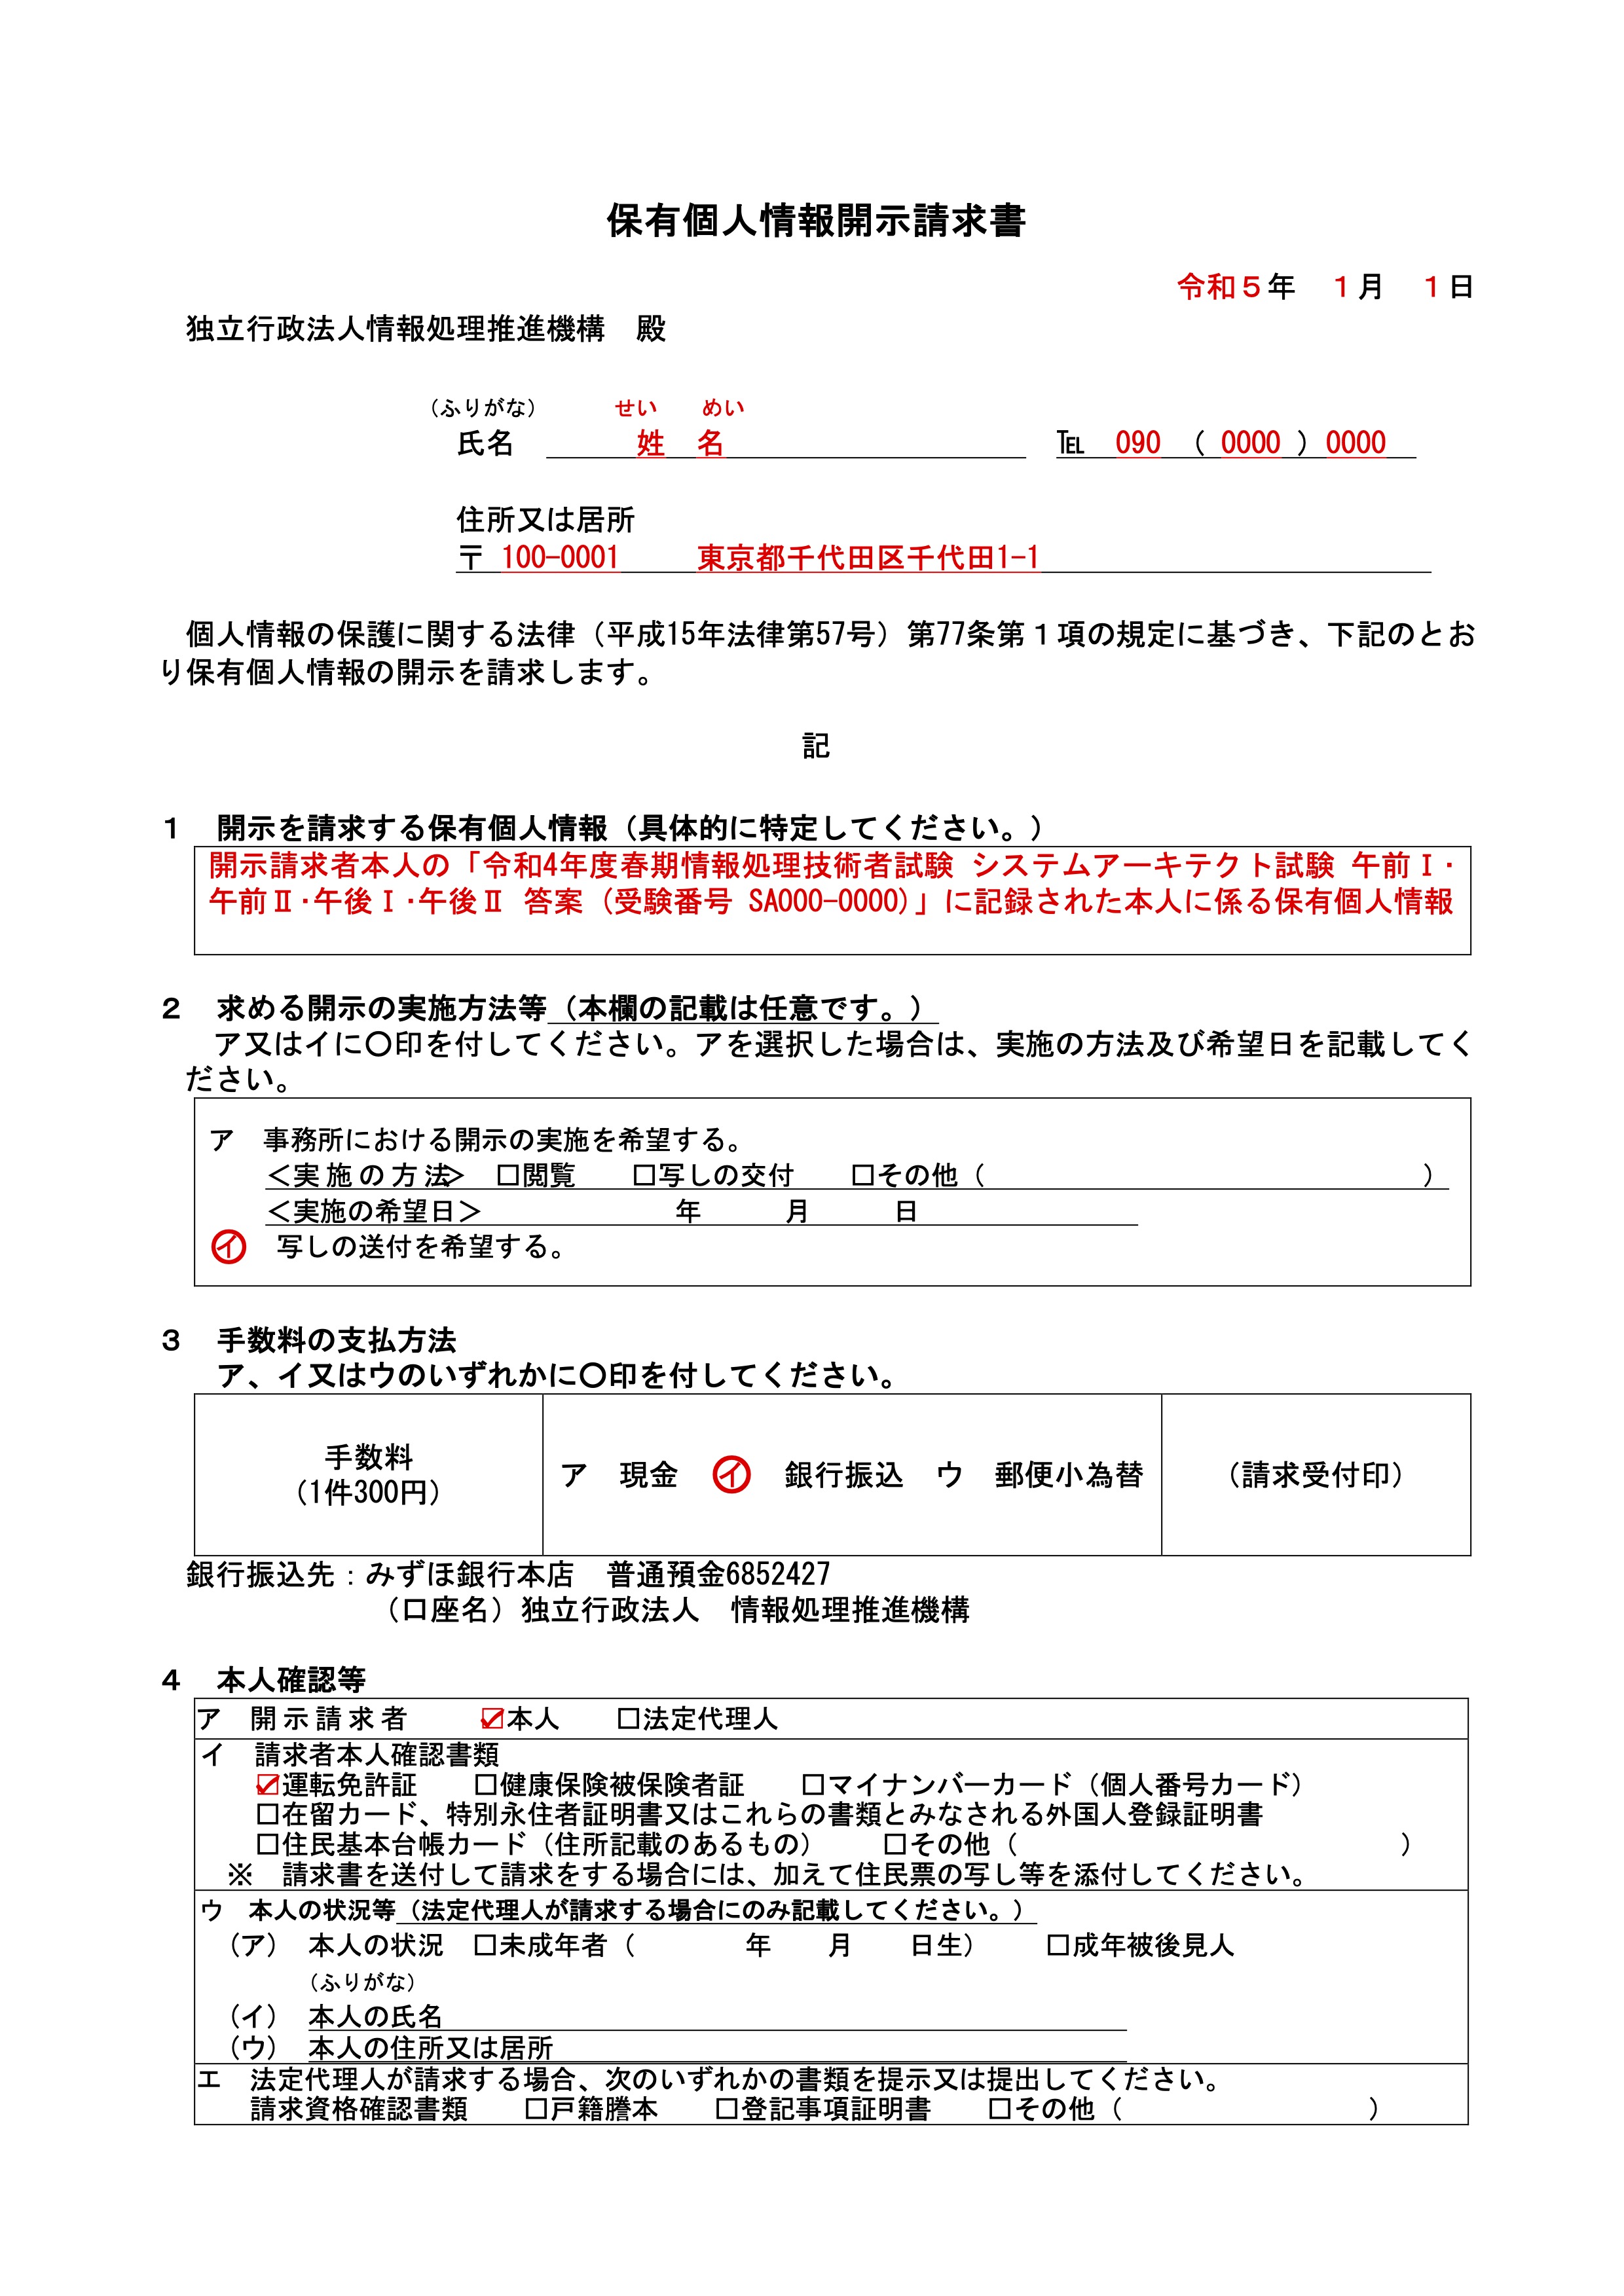 保有個人情報開示請求書
令和５年　１月　１日
独立行政法人情報処理推進機構　殿
（ふりがな）　せい　めい
氏名　姓　名　℡　090　（ 0000 ）0000
住所又は居所
〒 100-0001　東京都千代田区千代田1-1
個人情報の保護に関する法律（平成15年法律第57号）第77条第１項の規定に基づき、下記のとお
り保有個人情報の開示を請求します。
記
１　開示を請求する保有個人情報（具体的に特定してください。）
開示請求者本人の「令和4年度春期情報処理技術者試験 システムアーキテクト試験 午前Ⅰ・
午前Ⅱ・午後Ⅰ・午後Ⅱ 答案（受験番号 SA000-0000)」に記録された本人に係る保有個人情報
２　求める開示の実施方法等（本欄の記載は任意です。）
ア又はイに〇印を付してください。アを選択した場合は、実施の方法及び希望日を記載してく
ださい。
ア　事務所における開示の実施を希望する。
＜実施の方法＞　□閲覧　□写しの交付　□その他（　　　）
＜実施の希望日＞　年　月　日
イ　写しの送付を希望する。
３　手数料の支払方法
ア、イ又はウのいずれかに〇印を付してください。
手数料
（1件300円）
ア　現金　イ　銀行振込　ウ　郵便小為替
（請求受付印）
銀行振込先：みずほ銀行本店　普通預金6852427
（口座名）独立行政法人　情報処理推進機構
４　本人確認等
ア　開示請求者　☑本人　□法定代理人
イ　請求者本人確認書類
☑運転免許証　□健康保険被保険者証　□マイナンバーカード（個人番号カード）
□在留カード、特別永住者証明書又はこれらの書類とみなされる外国人登録証明書
□住民基本台帳カード（住所記載のあるもの）　□その他（　　　）
※　請求書を送付して請求をする場合には、加えて住民票の写し等を添付してください。
ウ　本人の状況等（法定代理人が請求する場合にのみ記載してください。）
（ア）　本人の状況　□未成年者（　年　月　日生）　□成年被後見人
（ふりがな）
（イ）　本人の氏名
（ウ）　本人の住所又は居所
エ　法定代理人が請求する場合、次のいずれかの書類を提示又は提出してください。
請求資格確認書類　□戸籍謄本　□登記事項証明書　□その他（　　　）